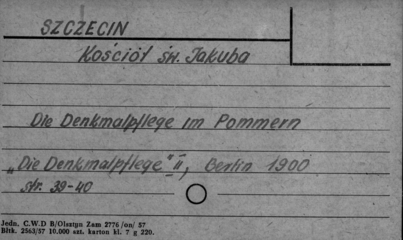 SZCZECIN
Kościół św. Jakuba
Die Denkmalpflege im Pommern
„Die Denkmalpflege" II, Berlin 1900
str. 39-40
Jedn. C.W.D B/Olsztyn Zam 2776/on/57
Bltk. 2563/57 10.000 szt. karton kl. 7 g 220.